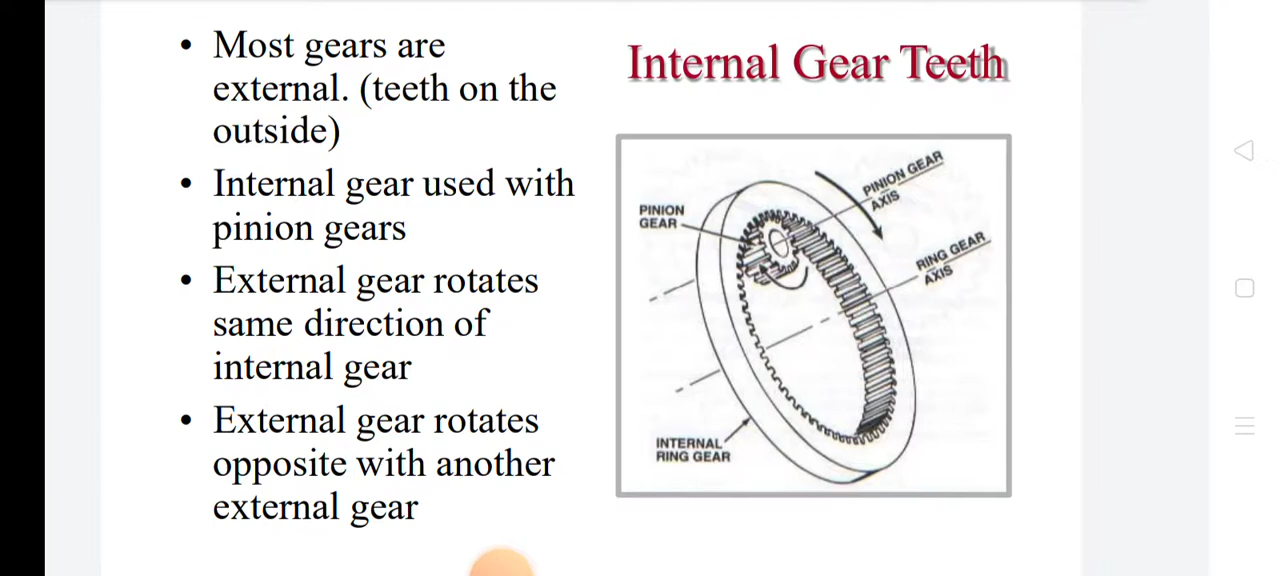 • Most gears are
external. (teeth on the
outside)
• Internal gear used with
pinion gears
• External gear rotates
same direction of
internal gear
• External gear rotates
opposite with another
external gear
Internal Gear Teeth
PINION GEAR
AXIS
PINION
GEAR
RING GEAR
AXIS
INTERNAL
RING GEAR